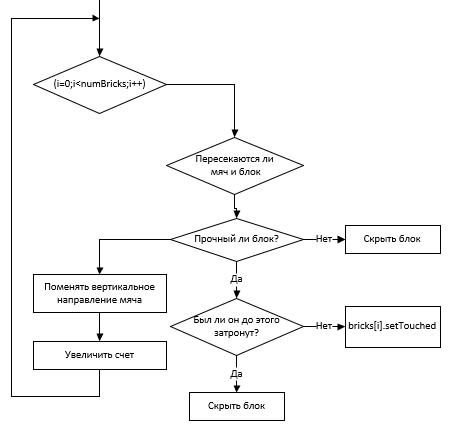 (i=0;i<numBricks;i++)
Пересекаются ли
мяч и блок
Прочный ли блок?
Нет
Скрыть блок
Да
Поменять вертикальное
направление мяча
Был ли он до этого
затронут?
Нет
bricks[i].setTouched
Увеличить счет
Да
Скрыть блок